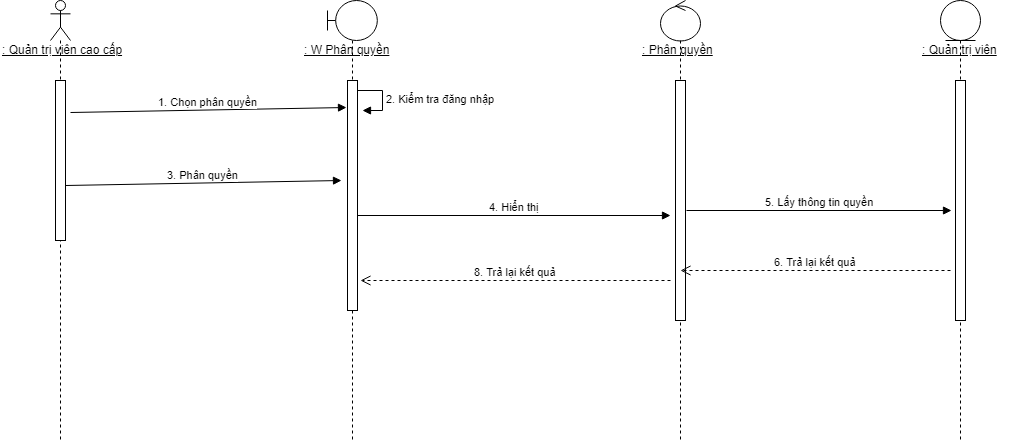 : Quản trị viên cao cấp
: W Phân quyền
: Phân quyền
: Quản trị viên
1. Chọn phân quyền
2. Kiểm tra đăng nhập
3. Phân quyền
4. Hiển thị
5. Lấy thông tin quyền
6. Trả lại kết quả
8. Trả lại kết quả